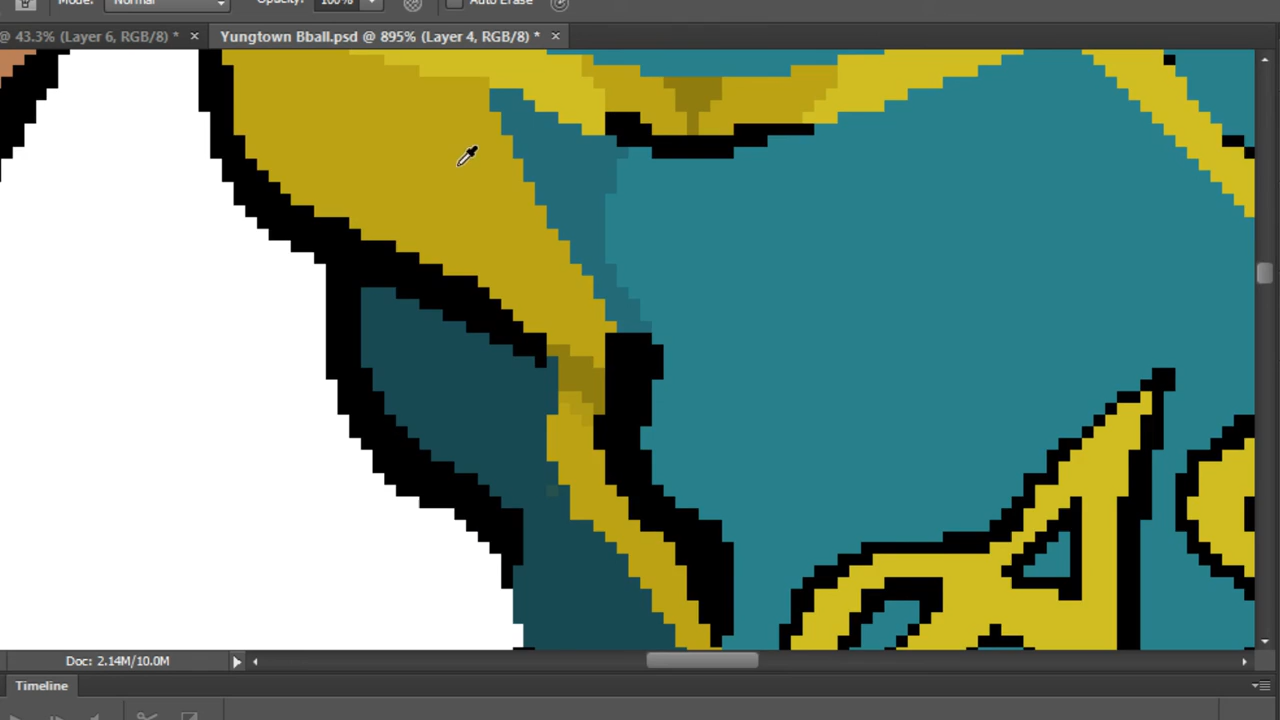 Mode: Normal Opacity: 100% Auto Erase
@ 43.3% (Layer 6, RGB/8) * × Yungtown Bball.psd @ 895% (Layer 4, RGB/8) * ×
Doc: 2.14M/10.0M
Timeline